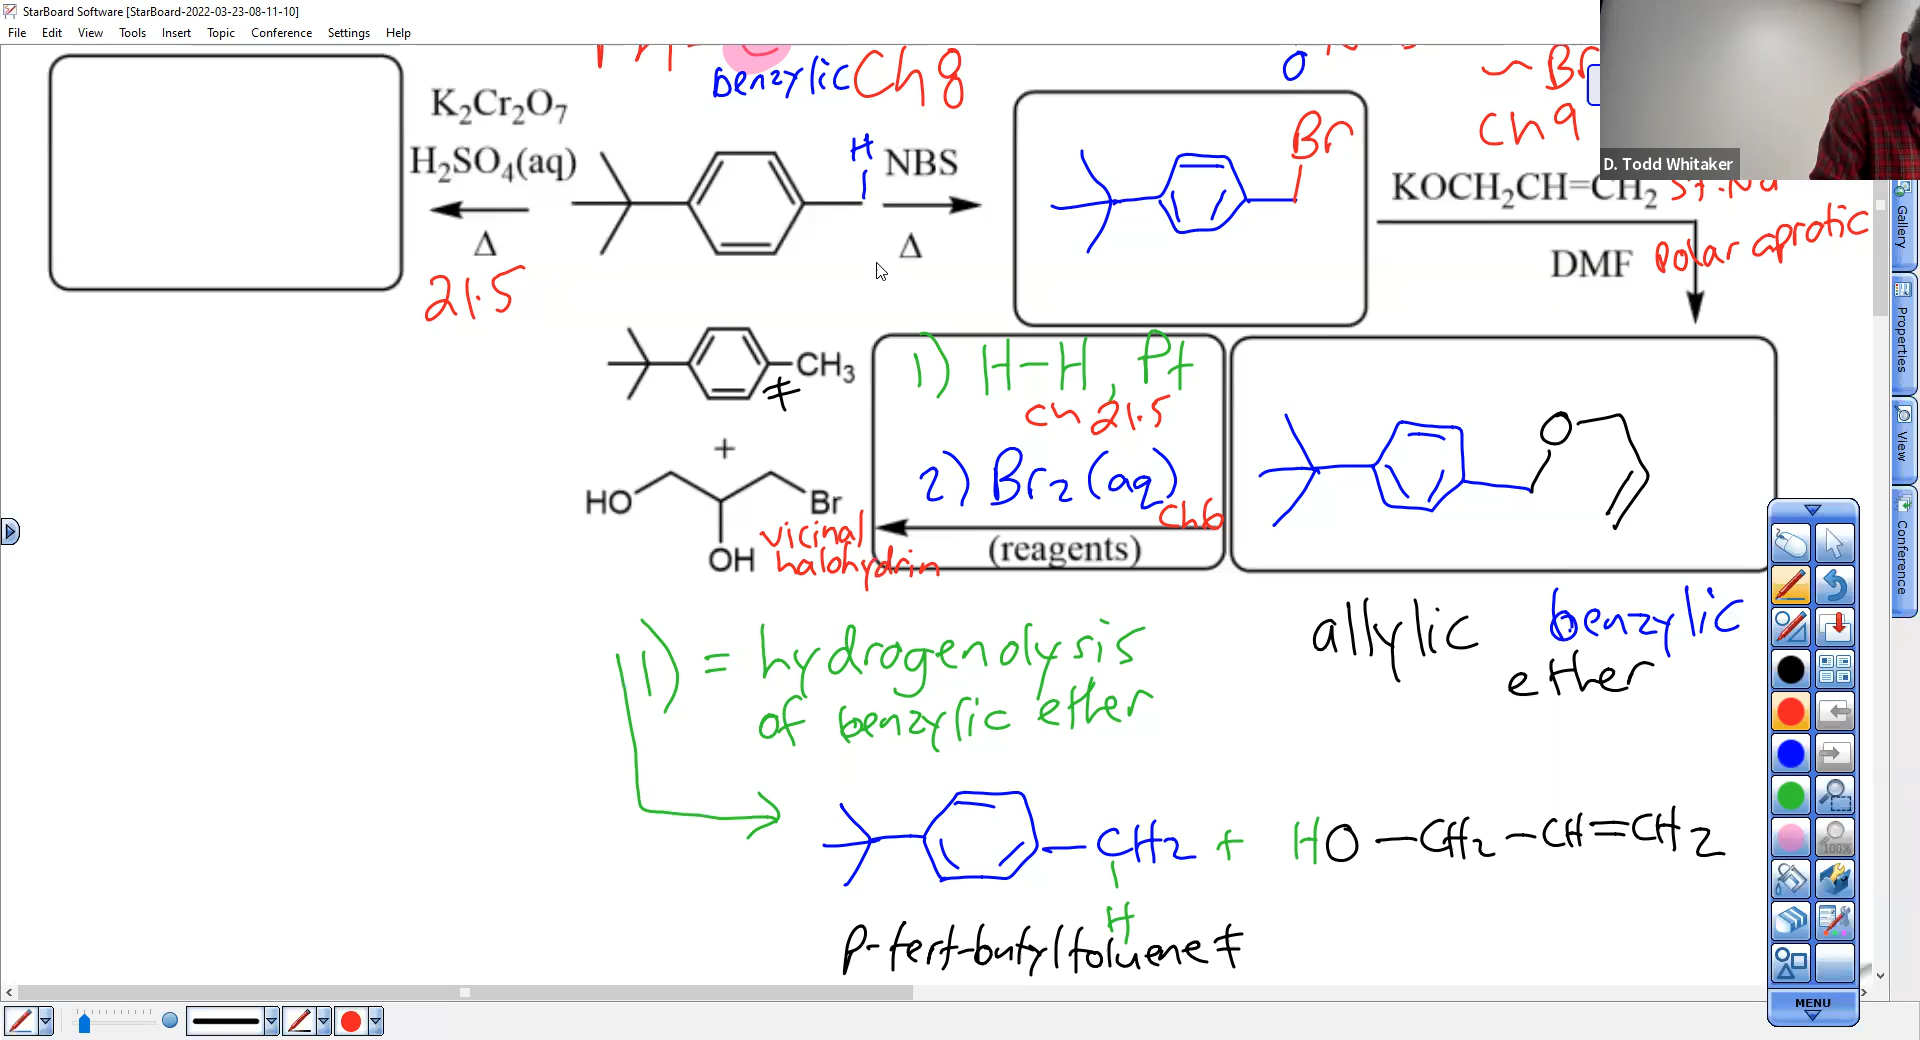 StarBoard Software [StarBoard-2022-03-23-08-11-10]
File Edit View Tools Insert Topic Conference Settings Help
benzylic Ch 8
O
Br
Ch 9
D. Todd Whitaker
K2Cr2O7
H2SO4(aq)
Δ
21.5
H
NBS
Δ
Br
KOCH2CH=CH2
DMF
Polar aprotic
CH3
+
HO
Br
OH
vicinal
halohydrin
1) H-H, Pt
Ch 21.5
2) Br2 (aq)
Ch6
(reagents)
O
allylic benzylic
ether
1) = hydrogenolysis
of benzylic ether
CH2 + HO-CH2-CH=CH2
H
p-tert-butyltoluene
Gallery
Properties
View
Conference
100%
MENU